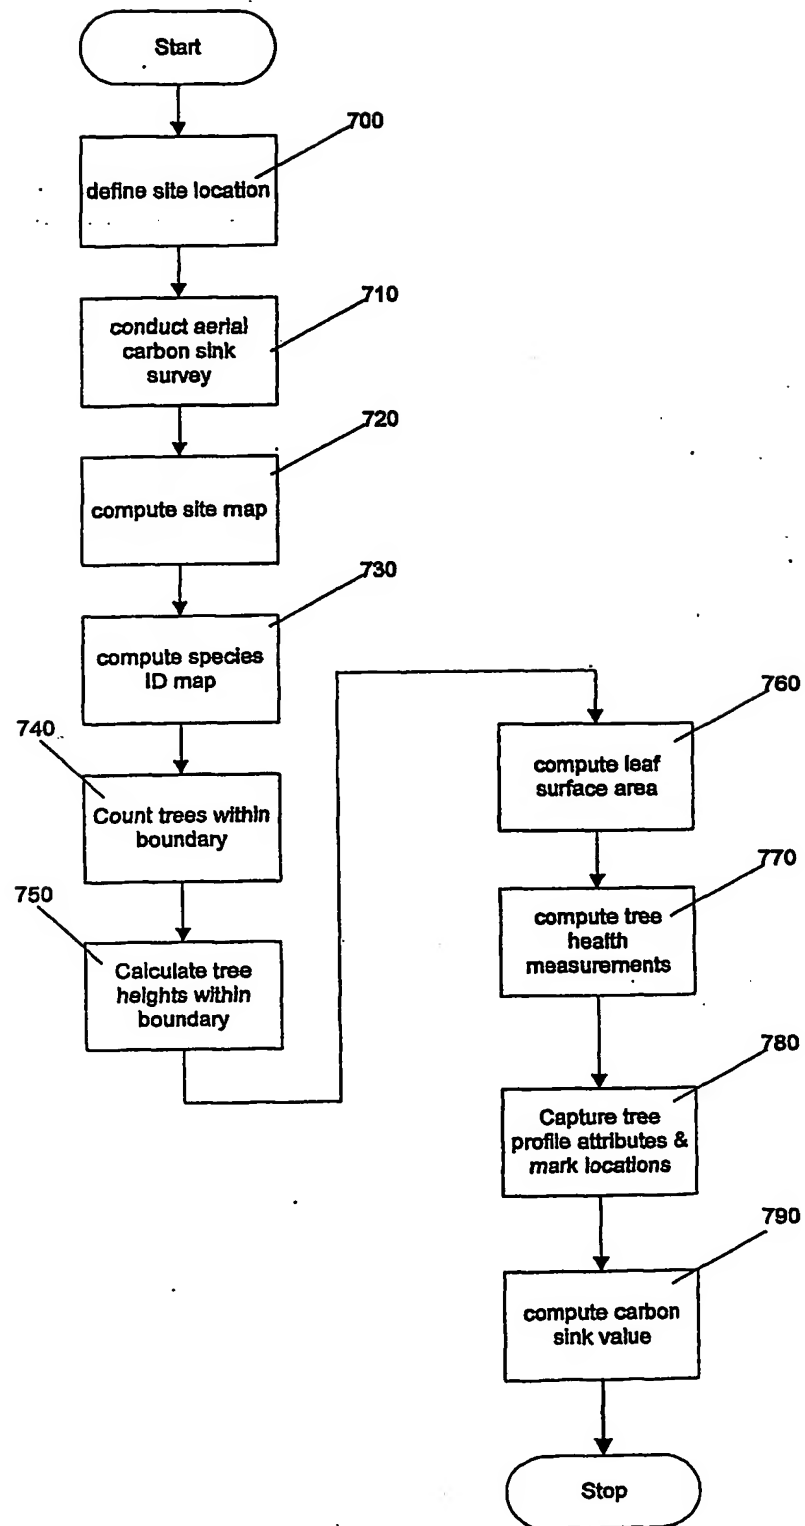 Start
700
define site location
710
conduct aerial
carbon sink
survey
720
compute site map
730
compute species
ID map
740
Count trees within
boundary
750
Calculate tree
heights within
boundary
760
compute leaf
surface area
770
compute tree
health
measurements
780
Capture tree
profile attributes &
mark locations
790
compute carbon
sink value
Stop